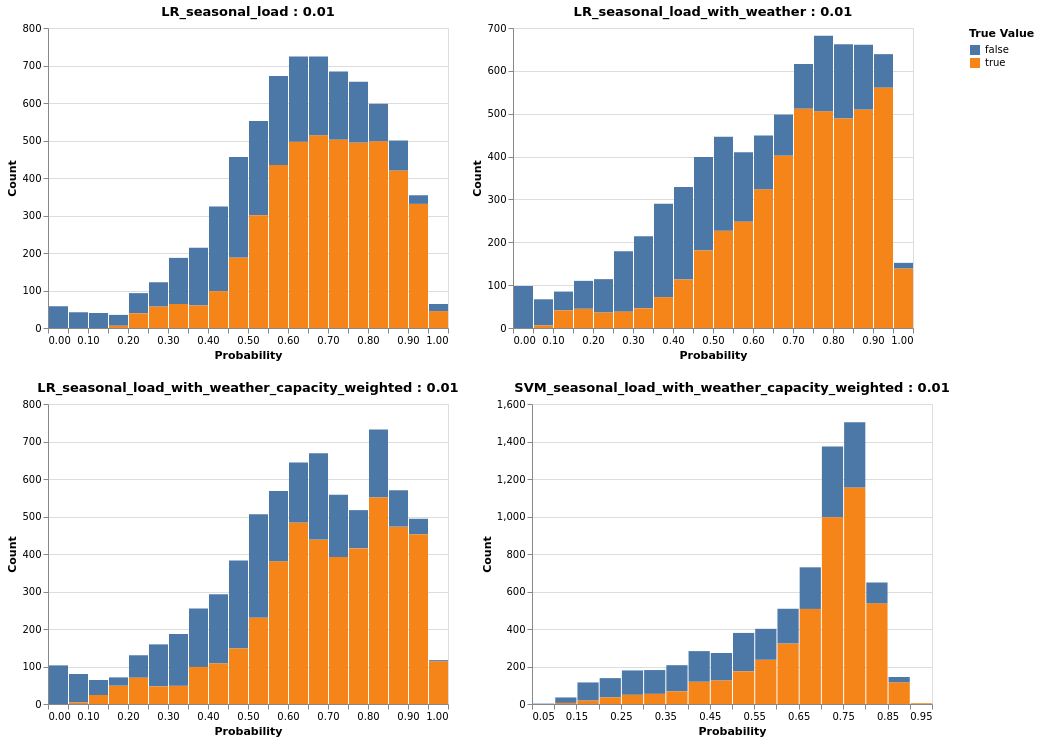 LR_seasonal_load : 0.01
800
700
600
500
400
300
200
100
0
Count
0.00 0.10 0.20 0.30 0.40 0.50 0.60 0.70 0.80 0.90 1.00
Probability
LR_seasonal_load_with_weather : 0.01
700
600
500
400
300
200
100
0
Count
0.00 0.10 0.20 0.30 0.40 0.50 0.60 0.70 0.80 0.90 1.00
Probability
True Value
false
true
LR_seasonal_load_with_weather_capacity_weighted : 0.01
800
700
600
500
400
300
200
100
0
Count
0.00 0.10 0.20 0.30 0.40 0.50 0.60 0.70 0.80 0.90 1.00
Probability
SVM_seasonal_load_with_weather_capacity_weighted : 0.01
1,600
1,400
1,200
1,000
800
600
400
200
0
Count
0.05 0.15 0.25 0.35 0.45 0.55 0.65 0.75 0.85 0.95
Probability